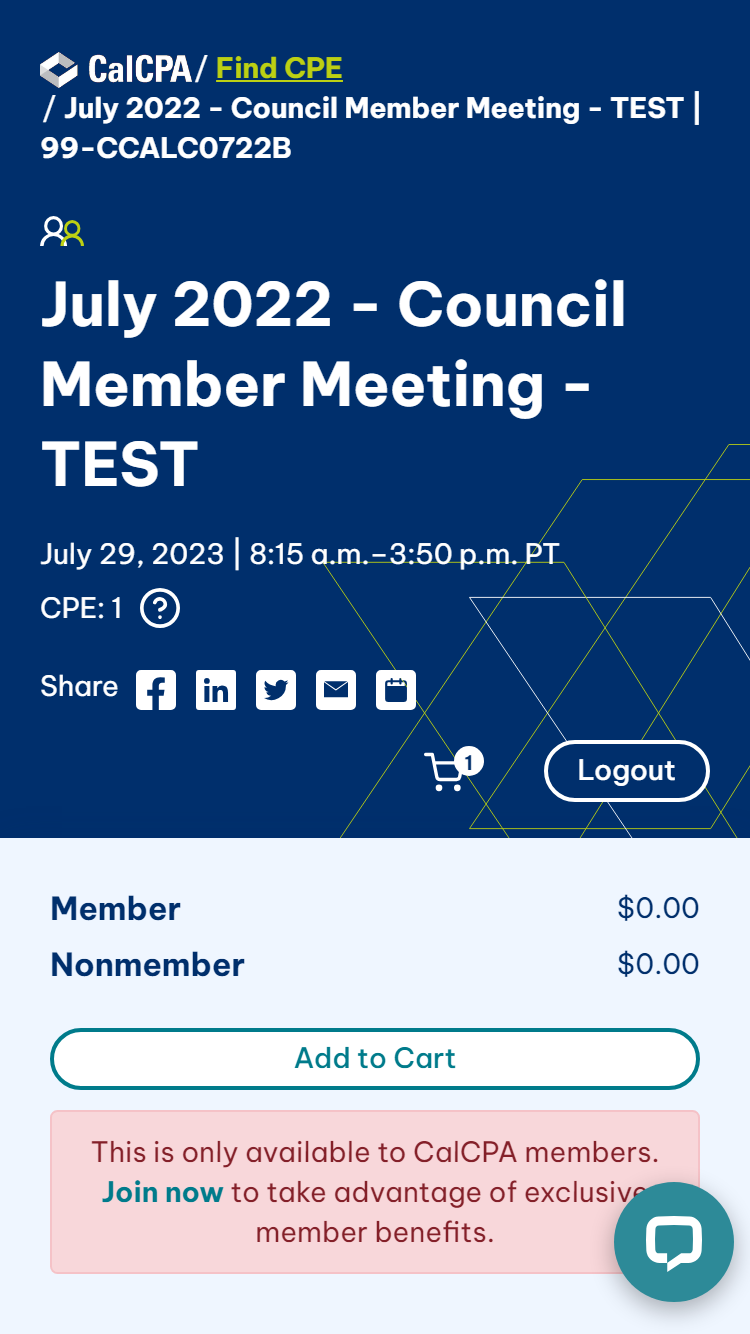 CalCPA / Find CPE
/ July 2022 - Council Member Meeting - TEST |
99-CCALC0722B
July 2022 - Council
Member Meeting -
TEST
July 29, 2023 | 8:15 a.m.–3:50 p.m. PT
CPE: 1 ?
Share
1
Logout
Member $0.00
Nonmember $0.00
Add to Cart
This is only available to CalCPA members.
Join now to take advantage of exclusive
member benefits.